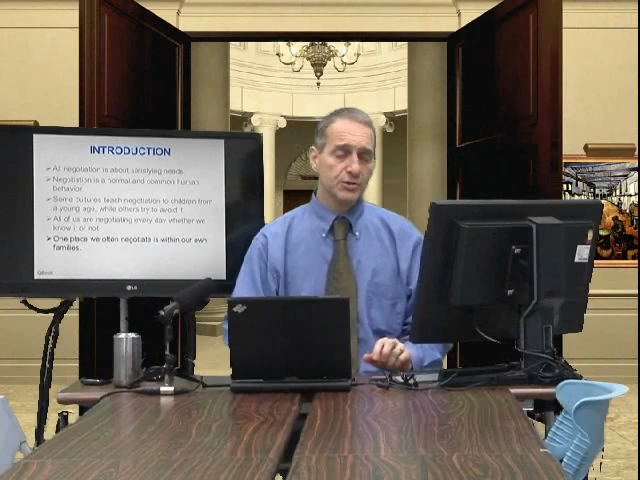 INTRODUCTION
All negotiation is about satisfying needs.
Negotiation is a normal and common human
behavior.
Some cultures teach negotiation to children from
a young age, while others try to avoid it.
All of us are negotiating every day whether we
know it or not.
One place we often negotiate is within our own
families.
LG